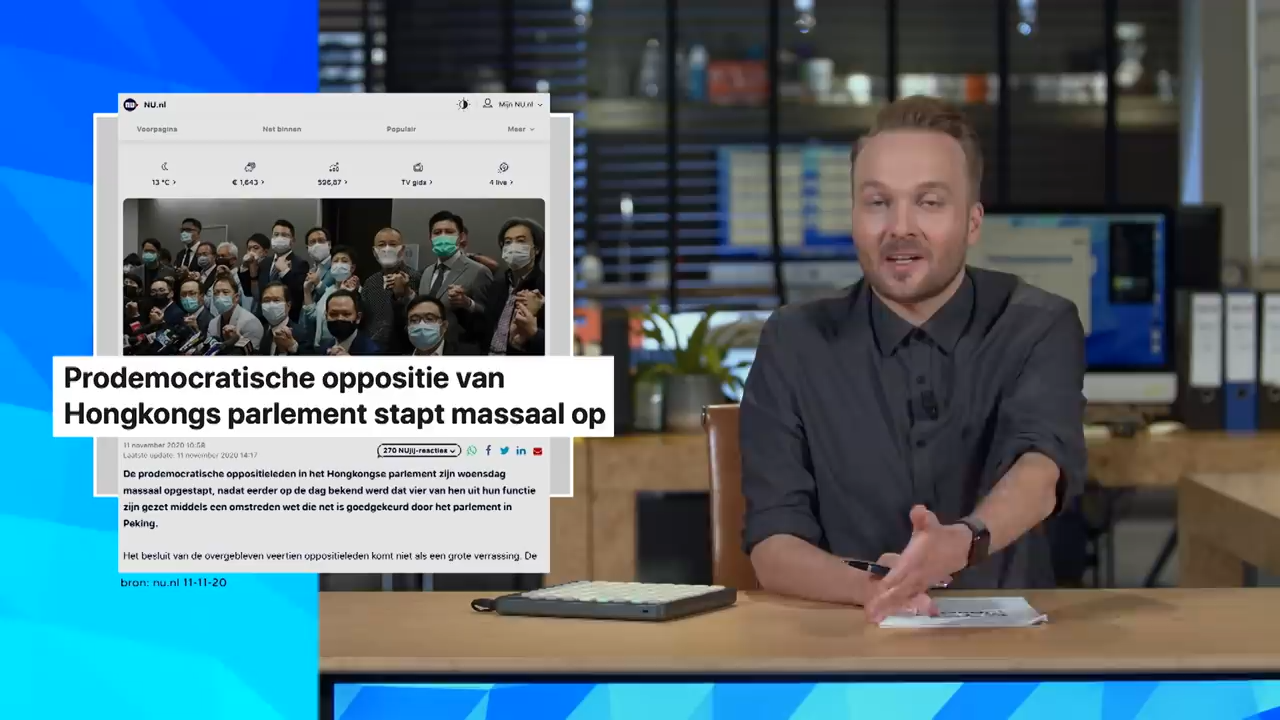 NU.nl
Mijn NU.nl
Voorpagina Net binnen Populair Meer
13 °C € 1,643 596,87 TV gids 4 live
Prodemocratische oppositie van
Hongkongs parlement stapt massaal op
11 november 2020 10:58
Laatste update: 11 november 2020 14:17
270 NUjij-reacties
De prodemocratische oppositieleden in het Hongkongse parlement zijn woensdag
massaal opgestapt, nadat eerder op de dag bekend werd dat vier van hen uit hun functie
zijn gezet middels een omstreden wet die net is goedgekeurd door het parlement in
Peking.
Het besluit van de overgebleven veertien oppositieleden komt niet als een grote verrassing. De
bron: nu.nl 11-11-20